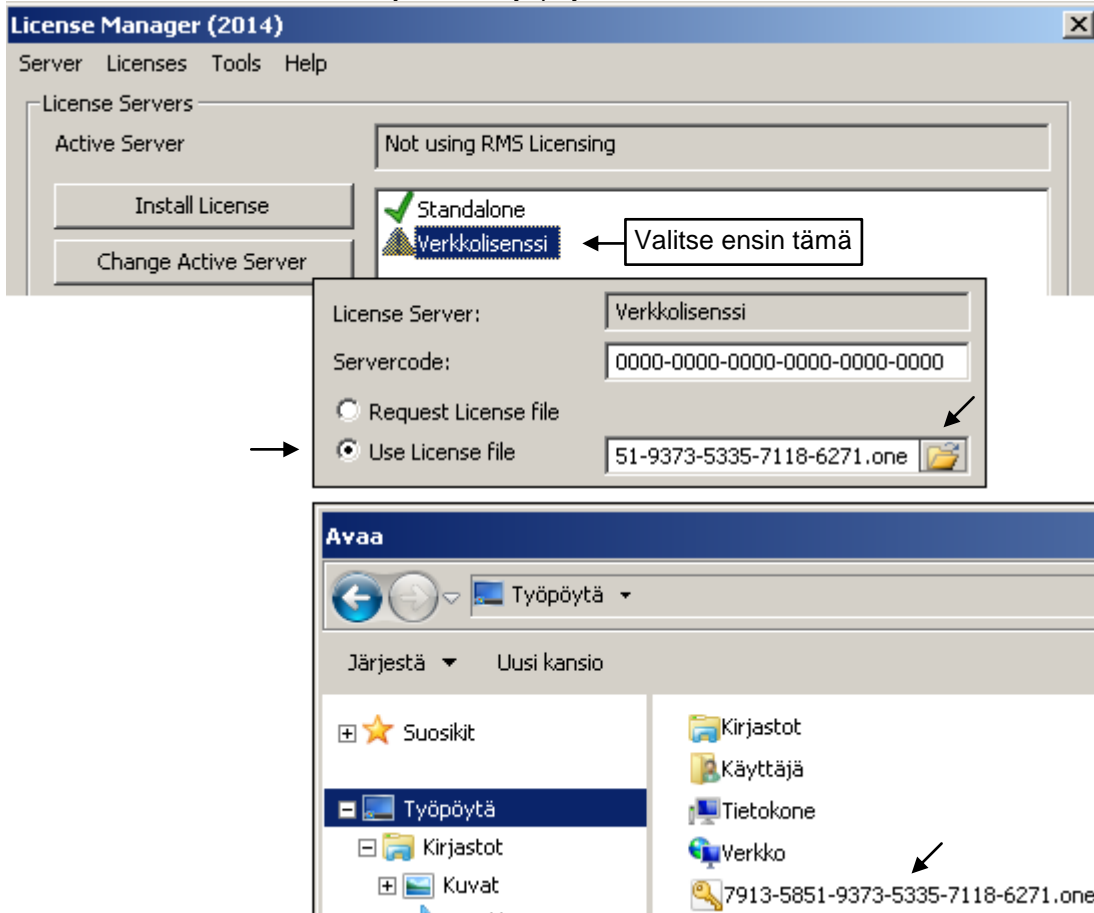 License Manager (2014)
Server Licenses Tools Help
License Servers
Active Server Not using RMS Licensing
Install License Standalone
Verkkolisenssi Valitse ensin tämä
Change Active Server
License Server: Verkkolisenssi
Servercode: 0000-0000-0000-0000-0000-0000
Request License file
Use License file 51-9373-5335-7118-6271.one
Avaa
Työpöytä
Järjestä Uusi kansio
Suosikit Kirjastot
Käyttäjä
Työpöytä Tietokone
Kirjastot Verkko
Kuvat 7913-5851-9373-5335-7118-6271.one